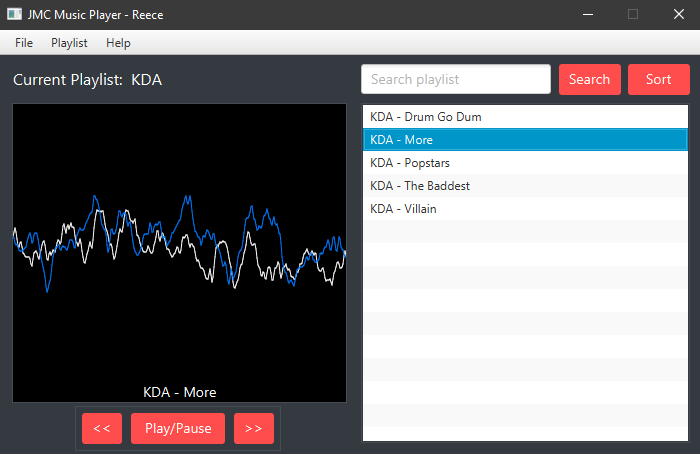 JMC Music Player - Reece
File Playlist Help
Current Playlist: KDA
Search playlist Search Sort
KDA - Drum Go Dum
KDA - More
KDA - Popstars
KDA - The Baddest
KDA - Villain
KDA - More
<< Play/Pause >>